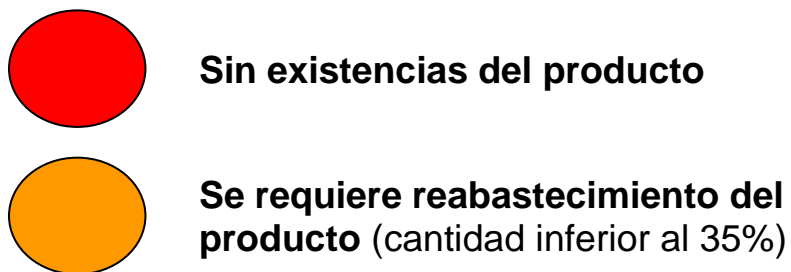 Sin existencias del producto
Se requiere reabastecimiento del
producto (cantidad inferior al 35%)